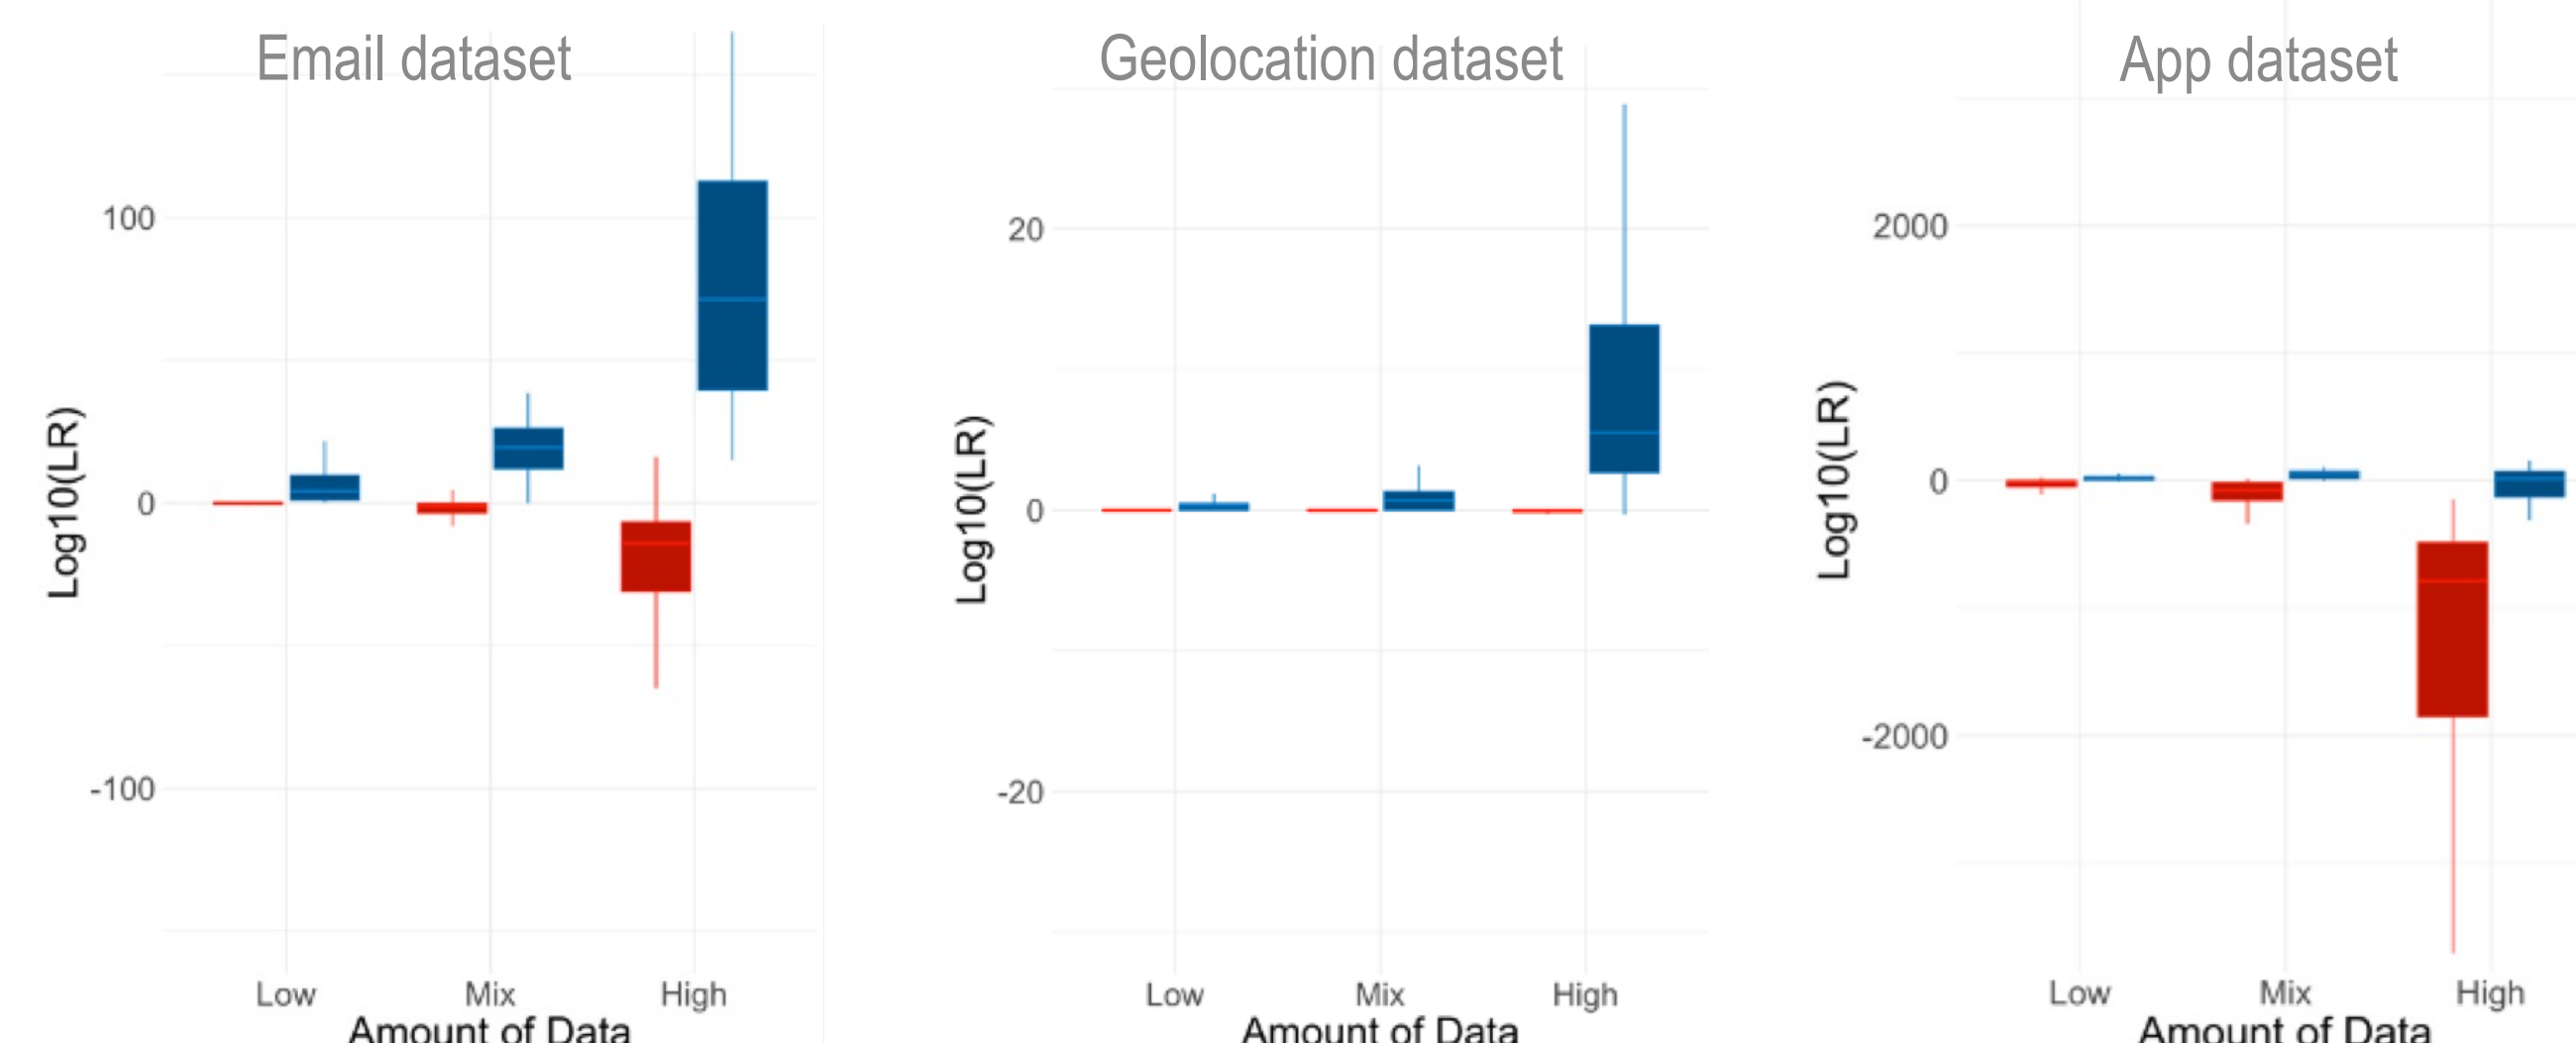 Email dataset
100
0
-100
Log10(LR)
Low Mix High
Amount of Data
Geolocation dataset
20
0
-20
Log10(LR)
Low Mix High
Amount of Data
App dataset
2000
0
-2000
Log10(LR)
Low Mix High
Amount of Data